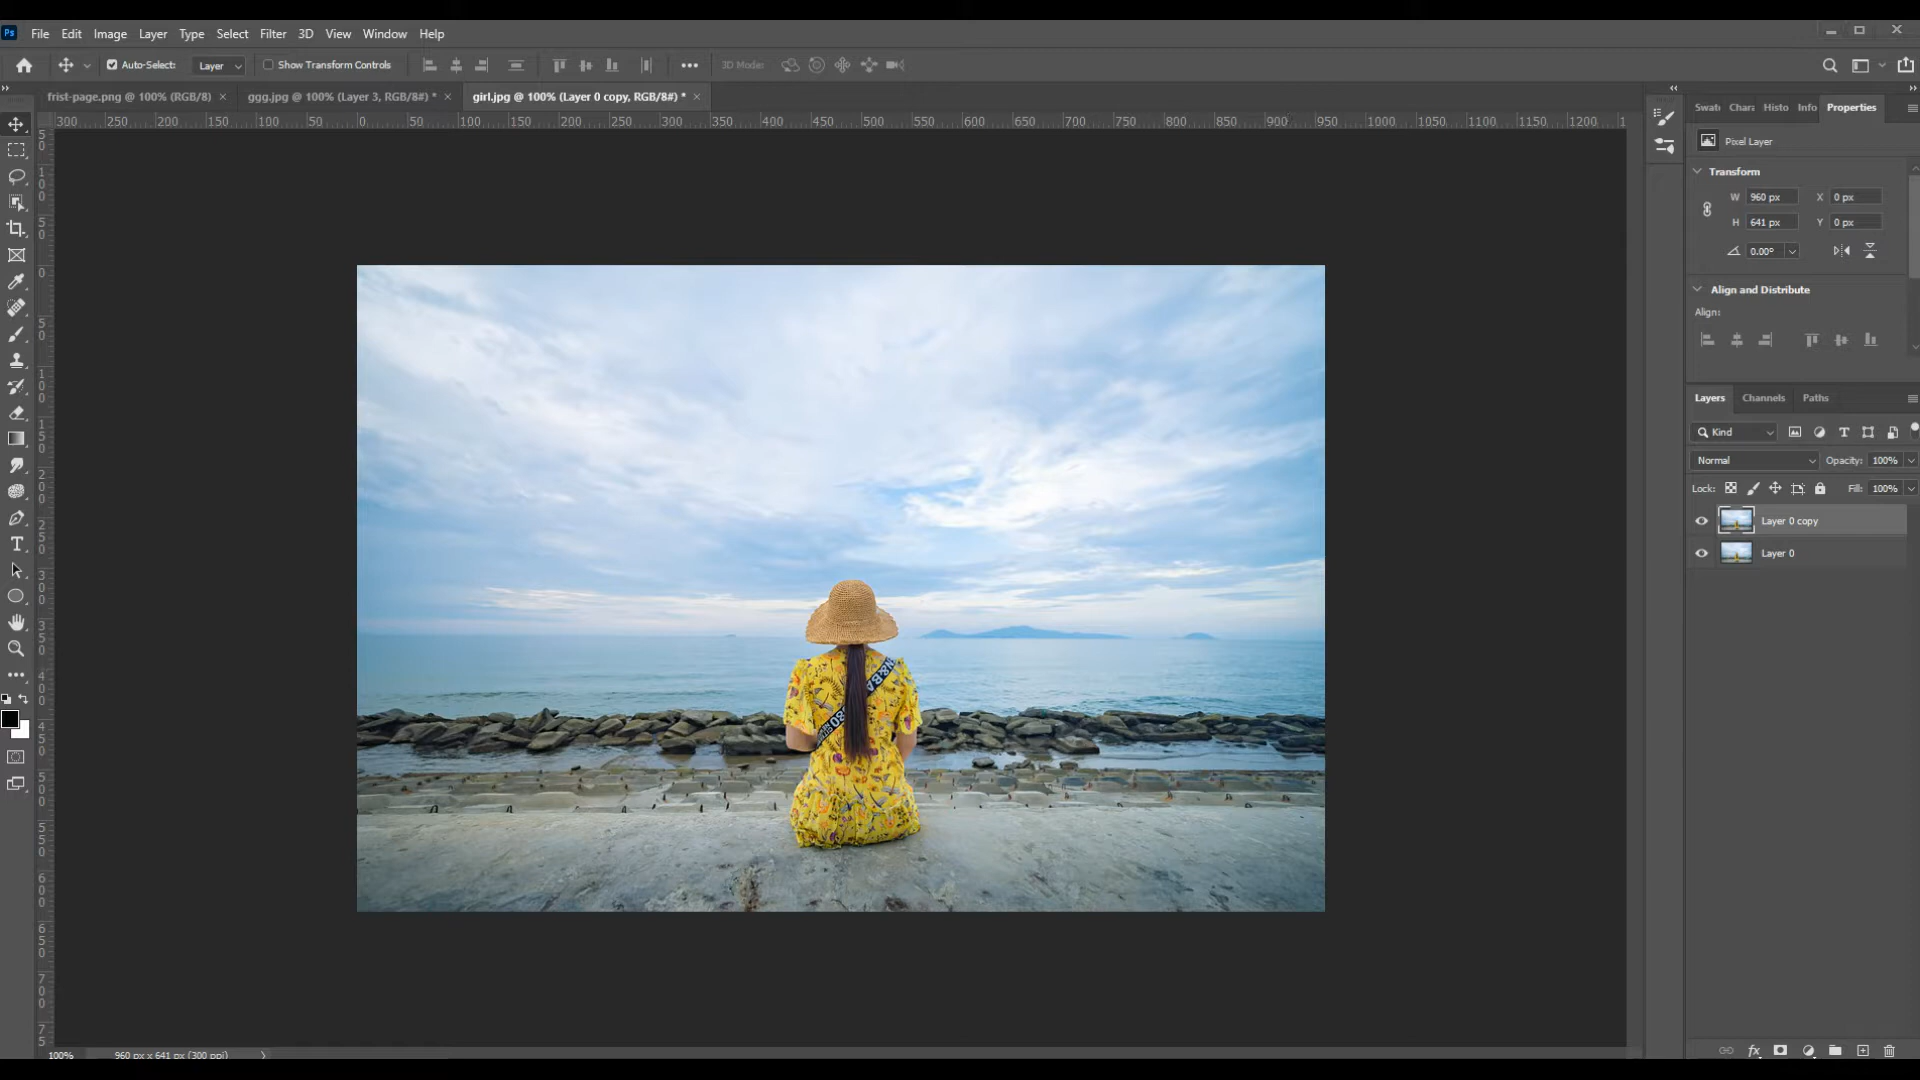 Ps File Edit Image Layer Type Select Filter 3D View Window Help
Auto-Select: Layer Show Transform Controls 3D Mode:
frist-page.png @ 100% (RGB/8) × ggg.jpg @ 100% (Layer 3, RGB/8#) * × girl.jpg @ 100% (Layer 0 copy, RGB/8#) * ×
300 250 200 150 100 50 0 50 100 150 200 250 300 350 400 450 500 550 600 650 700 750 800 850 900 950 1000 1050 1100 1150 1200 1
Swatc Chara Histo Info Properties
Pixel Layer
Transform
W 960 px X 0 px
H 641 px Y 0 px
0.00°
Align and Distribute
Align:
Layers Channels Paths
Kind
Normal Opacity: 100%
Lock: Fill: 100%
Layer 0 copy
Layer 0
100% 960 px x 641 px (300 ppi)